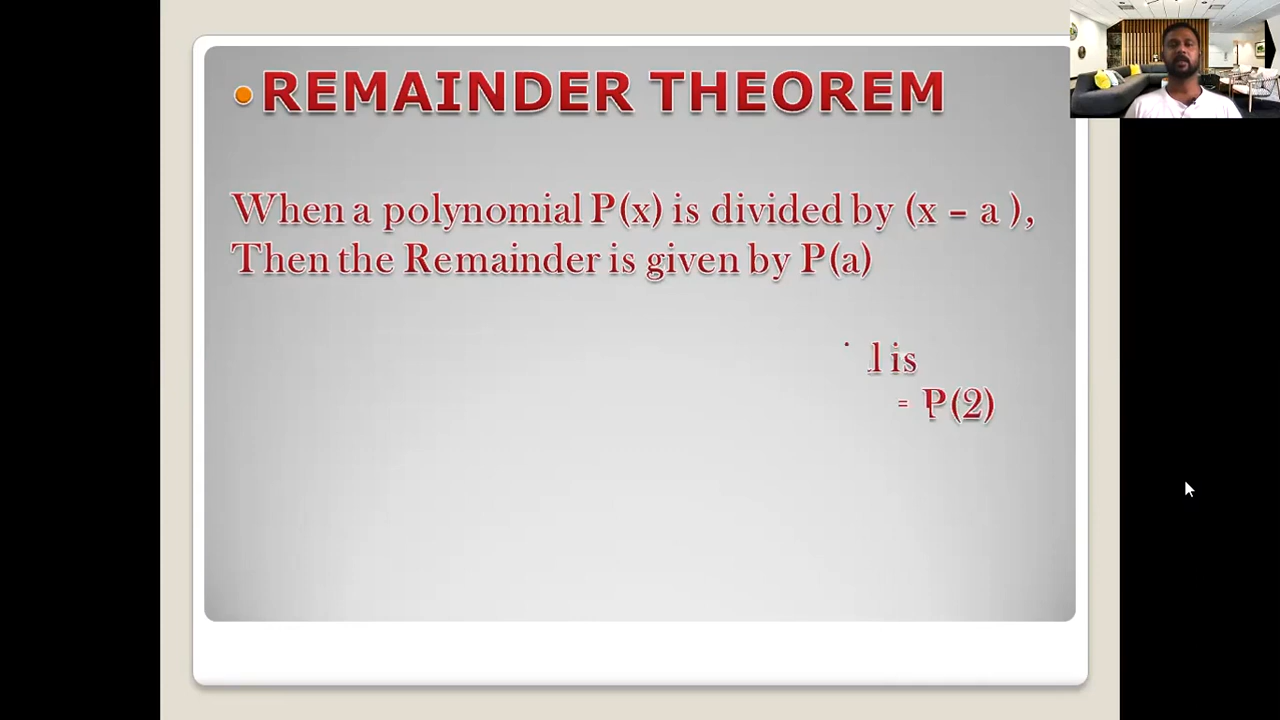 • REMAINDER THEOREM
When a polynomial P(x) is divided by (x – a ),
Then the Remainder is given by P(a)
is
= P(2)